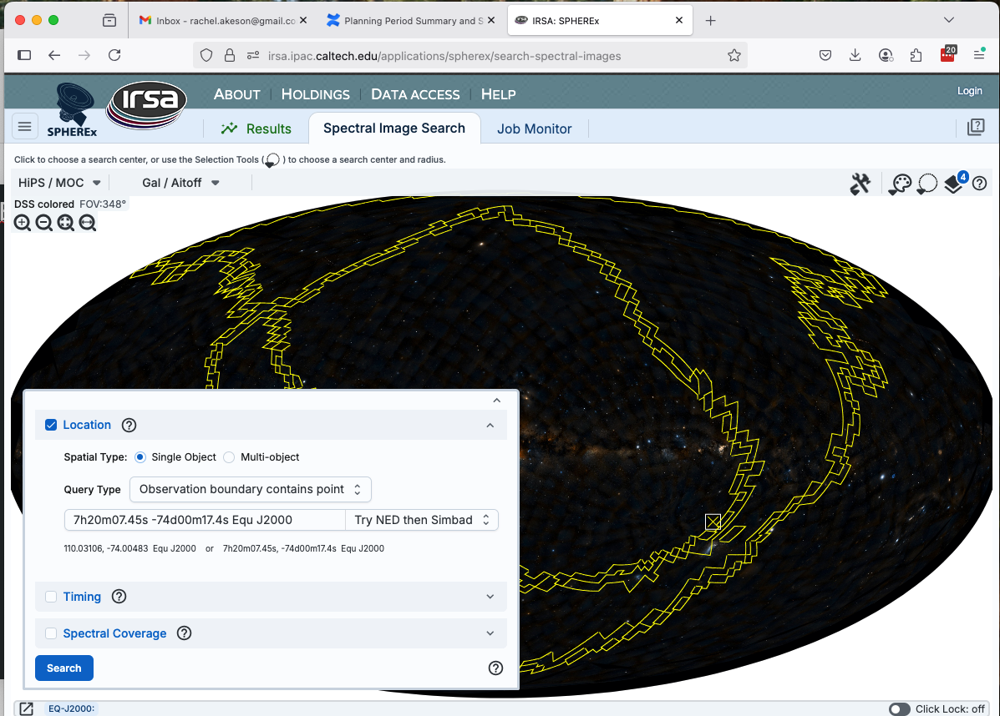 Inbox - rachel.akeson@gmail.co
Planning Period Summary and S
IRSA: SPHEREx
irsa.ipac.caltech.edu/applications/spherex/search-spectral-images
20
SPHEREx
irsa
ABOUT
HOLDINGS
DATA ACCESS
HELP
Login
Results
Spectral Image Search
Job Monitor
Click to choose a search center, or use the Selection Tools ( ) to choose a search center and radius.
HiPS / MOC
Gal / Aitoff
4
DSS colored FOV:348°
Location
Spatial Type: Single Object Multi-object
Query Type Observation boundary contains point
7h20m07.45s -74d00m17.4s Equ J2000 Try NED then Simbad
110.03106, -74.00483 Equ J2000 or 7h20m07.45s, -74d00m17.4s Equ J2000
Timing
Spectral Coverage
Search
EQ-J2000:
Click Lock: off